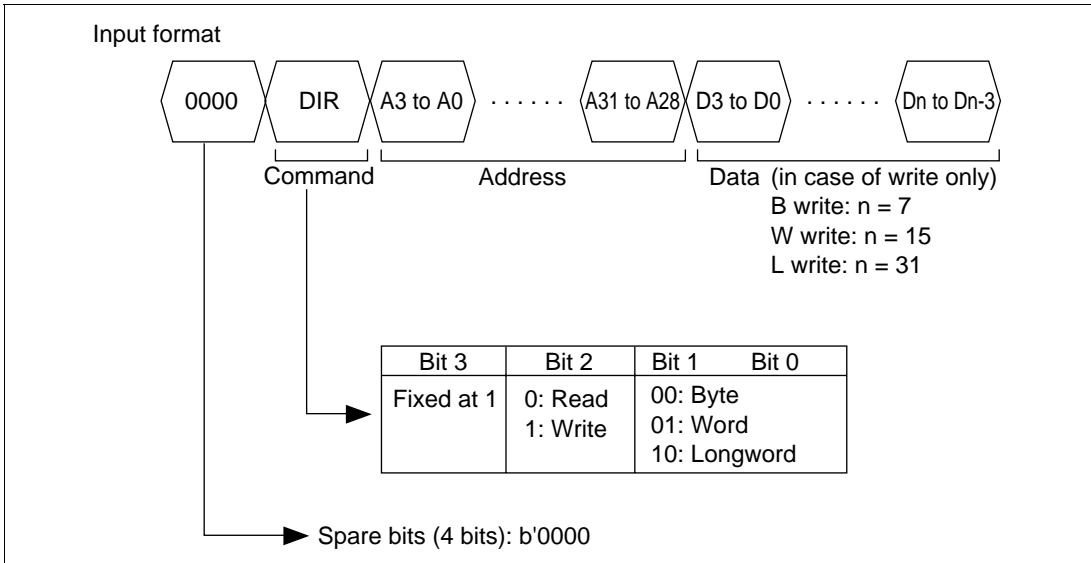 Input format
0000 DIR A3 to A0 · · · · · · A31 to A28 D3 to D0 · · · · · · Dn to Dn-3
Command Address Data (in case of write only)
B write: n = 7
W write: n = 15
L write: n = 31
Bit 3 Bit 2 Bit 1 Bit 0
Fixed at 1 0: Read 00: Byte
1: Write 01: Word
10: Longword
Spare bits (4 bits): b'0000